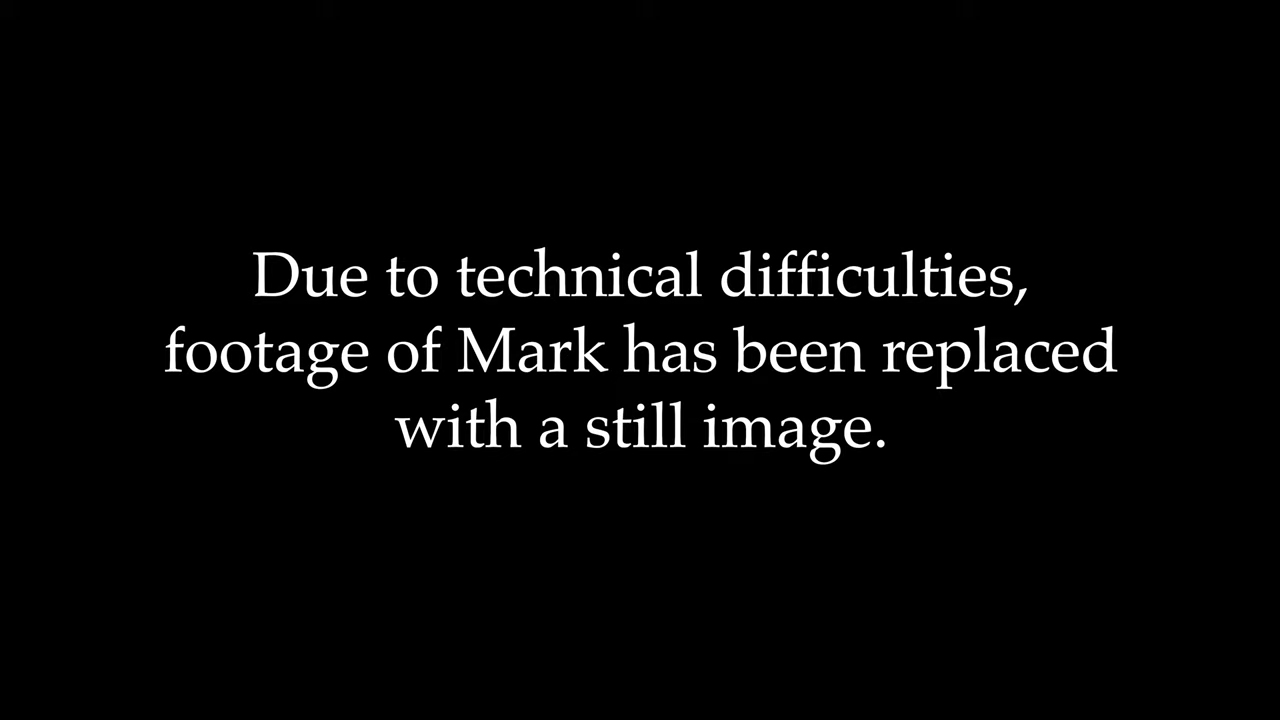 Due to technical difficulties,
footage of Mark has been replaced
with a still image.